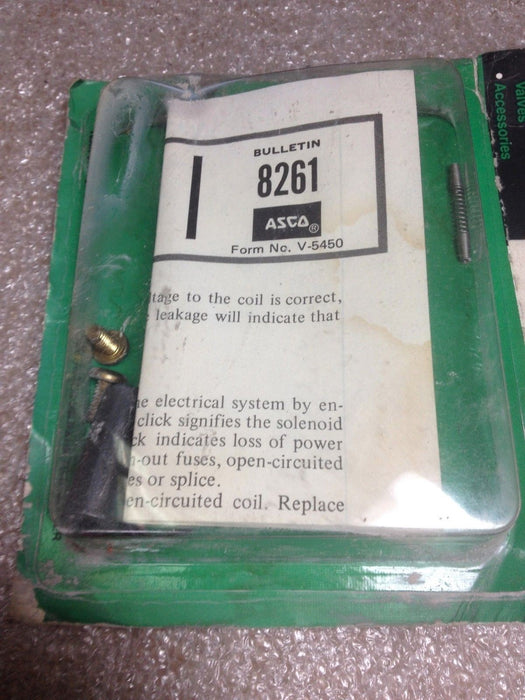 BULLETIN
8261
ASCO®
Form No. V-5450
tage to the coil is correct,
leakage will indicate that
e electrical system by en-
click signifies the solenoid
ck indicates loss of power
-out fuses, open-circuited
es or splice.
en-circuited coil. Replace
Valves
• Accessories